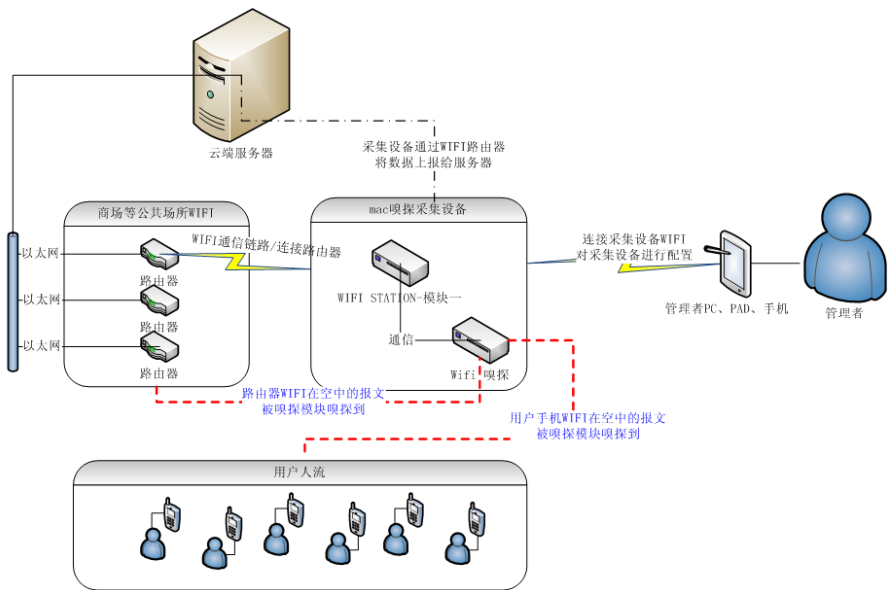 云端服务器
采集设备通过WIFI路由器
将数据上报给服务器
商场等公共场所WIFI
mac嗅探采集设备
WIFI通信链路/连接路由器
连接采集设备WIFI
对采集设备进行配置
以太网
路由器
以太网
路由器
以太网
路由器
WIFI STATION-模块一
通信
Wifi 嗅探
管理者PC、PAD、手机
管理者
路由器WIFI在空中的报文
被嗅探模块嗅探到
用户手机WIFI在空中的报文
被嗅探模块嗅探到
用户人流